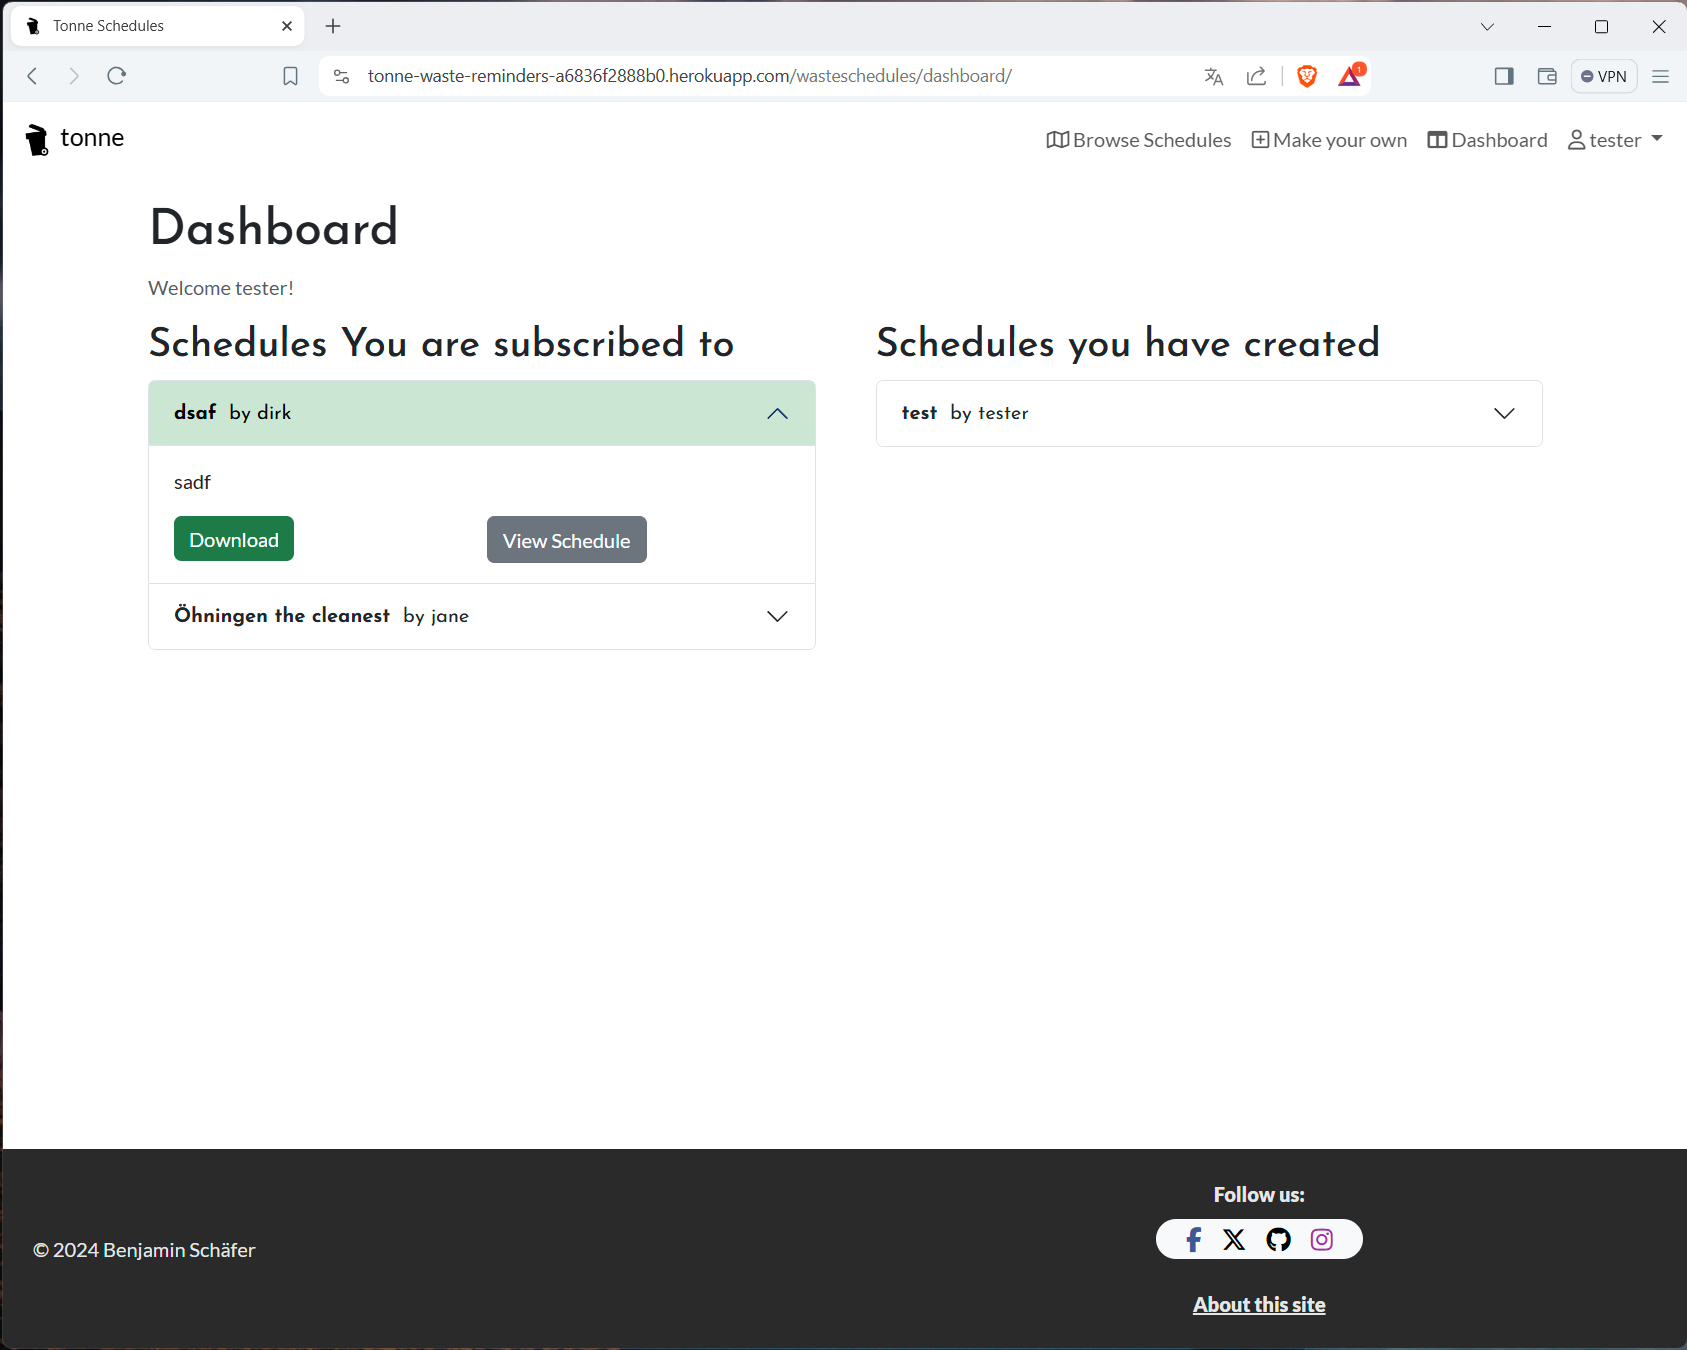 Tonne Schedules
tonne-waste-reminders-a6836f2888b0.herokuapp.com/wasteschedules/dashboard/
1
VPN
tonne
Browse Schedules
Make your own
Dashboard
tester
Dashboard
Welcome tester!
Schedules You are subscribed to
dsaf by dirk
sadf
Download
View Schedule
Öhningen the cleanest by jane
Schedules you have created
test by tester
© 2024 Benjamin Schäfer
Follow us:
About this site